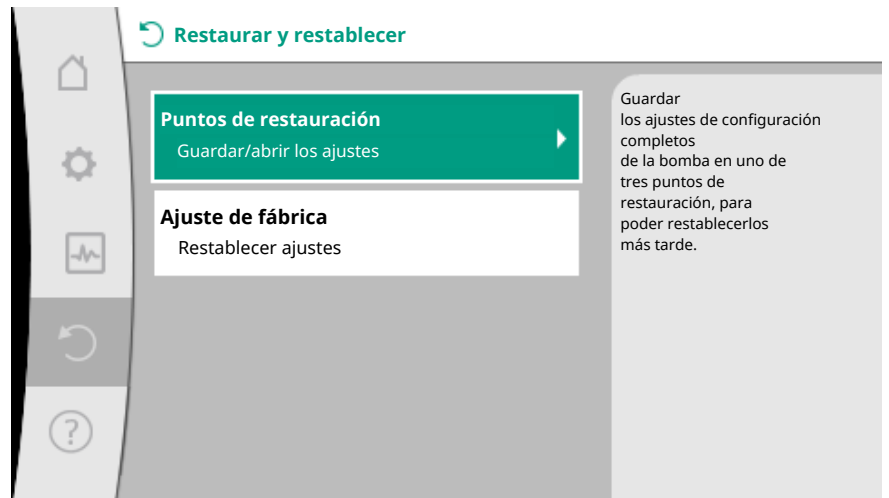 Restaurar y restablecer
Puntos de restauración
Guardar/abrir los ajustes
Ajuste de fábrica
Restablecer ajustes
Guardar
los ajustes de configuración
completos
de la bomba en uno de
tres puntos de
restauración, para
poder restablecerlos
más tarde.
?